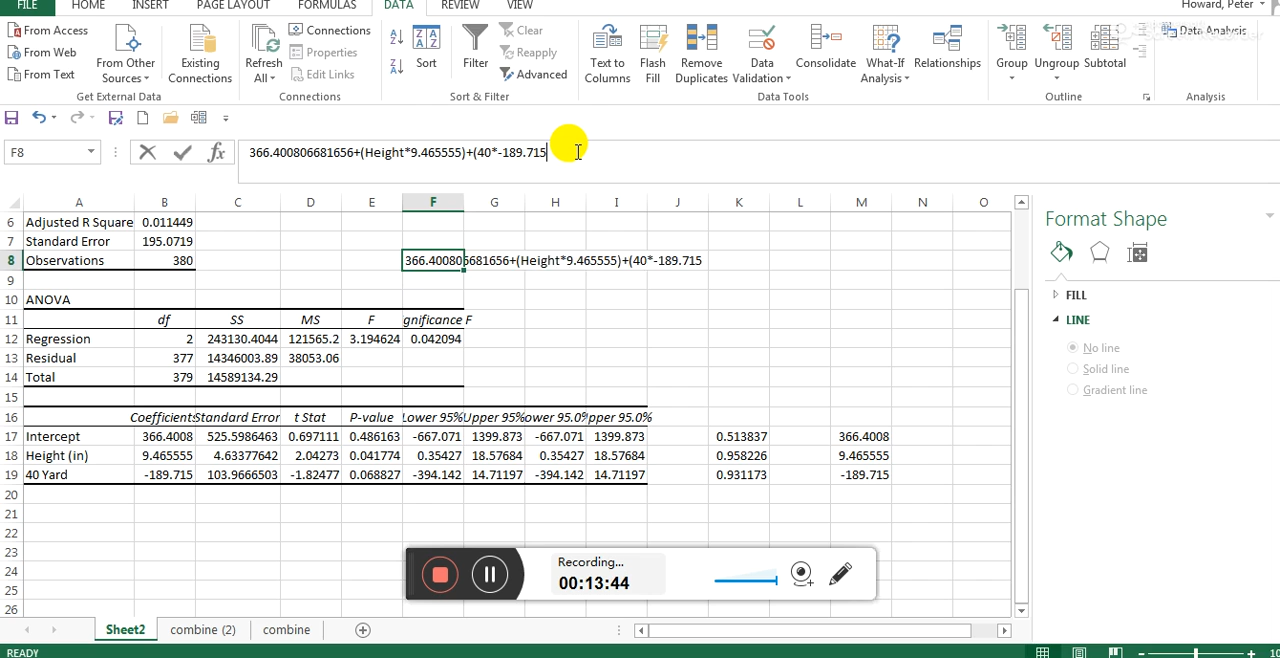 FILE HOME INSERT PAGE LAYOUT FORMULAS DATA REVIEW VIEW Howard, Peter
From Access
From Web
From Text
From Other Sources
Existing Connections
Refresh All
Connections
Properties
Edit Links
Sort
Filter
Clear
Reapply
Advanced
Text to Columns
Flash Fill
Remove Duplicates
Data Validation
Consolidate
What-If Analysis
Relationships
Group
Ungroup
Subtotal
Data Analysis
Get External Data Connections Sort & Filter Data Tools Outline Analysis
F8 fx 366.400806681656+(Height*9.465555)+(40*-189.715
A B C D E F G H I J K L M N O
6 Adjusted R Square 0.011449
7 Standard Error 195.0719
8 Observations 380 366.400806681656+(Height*9.465555)+(40*-189.715
9
10 ANOVA
11 df SS MS F gnificance F
12 Regression 2 243130.4044 121565.2 3.194624 0.042094
13 Residual 377 14346003.89 38053.06
14 Total 379 14589134.29
15
16 Coefficients Standard Error t Stat P-value Lower 95% Upper 95% ower 95.0% pper 95.0%
17 Intercept 366.4008 525.5986463 0.697111 0.486163 -667.071 1399.873 -667.071 1399.873 0.513837 366.4008
18 Height (in) 9.465555 4.63377642 2.04273 0.041774 0.35427 18.57684 0.35427 18.57684 0.958226 9.465555
19 40 Yard -189.715 103.9666503 -1.82477 0.068827 -394.142 14.71197 -394.142 14.71197 0.931173 -189.715
20
21
22
23
24
25
26
Format Shape
FILL
LINE
No line
Solid line
Gradient line
Recording...
00:13:44
Sheet2 combine (2) combine
READY 10